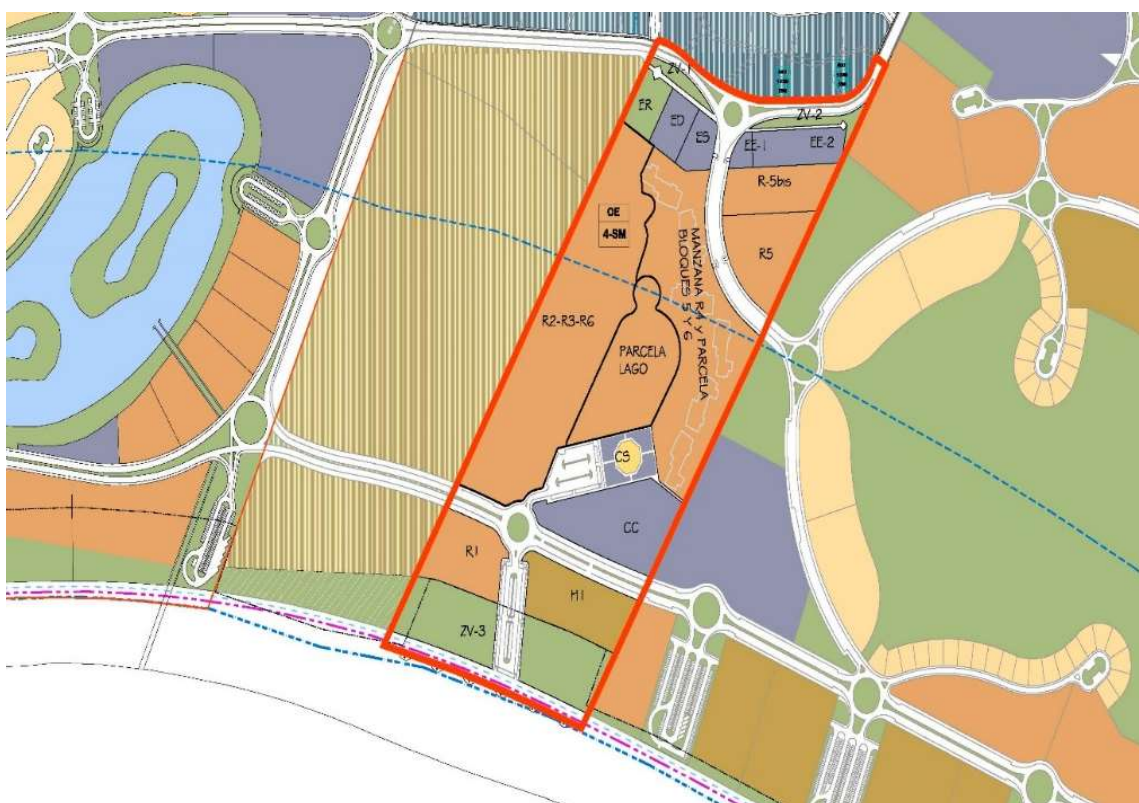 ZV-1
ER
ED
ES
ZV-2
EE-1
EE-2
R-5bis
OE
4-SM
R5
MANZANA R4 y PARCELA
BLOQUES 5 Y 6
R2-R3-R6
PARCELA
LAGO
CS
CC
R1
H1
ZV-3